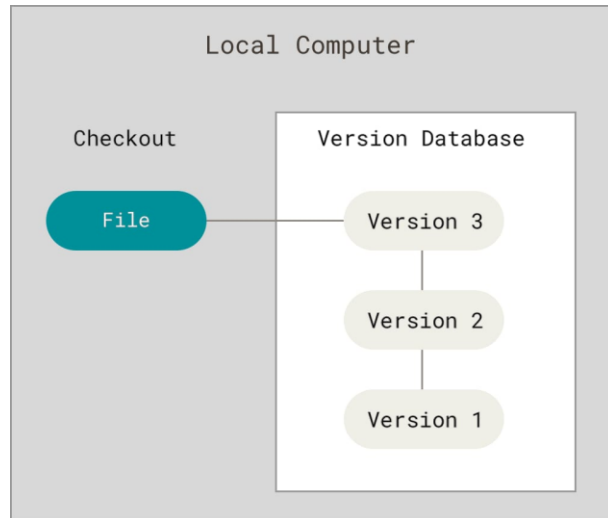 Local Computer
Checkout
Version Database
File
Version 3
Version 2
Version 1